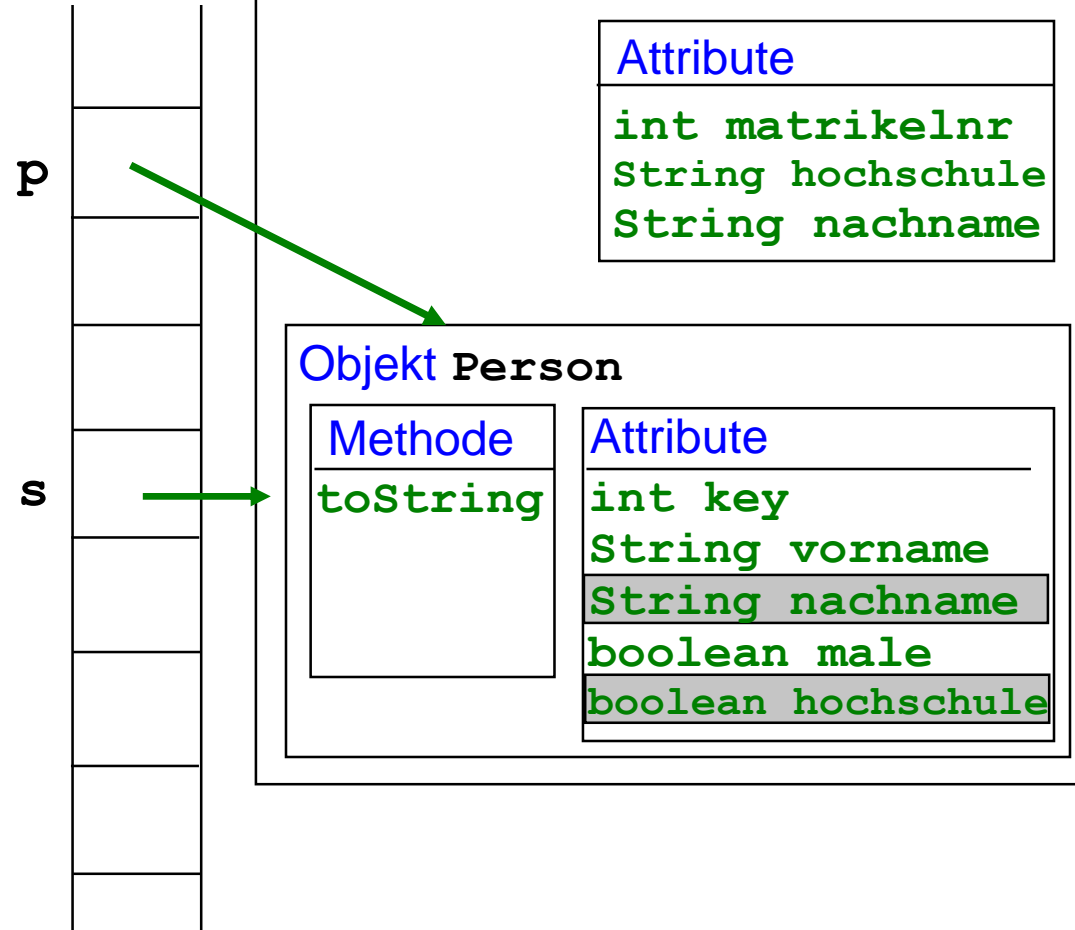 Attribute
int matrikelnr
String hochschule
String nachname
p
Objekt Person
Methode
toString
Attribute
int key
String vorname
String nachname
boolean male
boolean hochschule
s